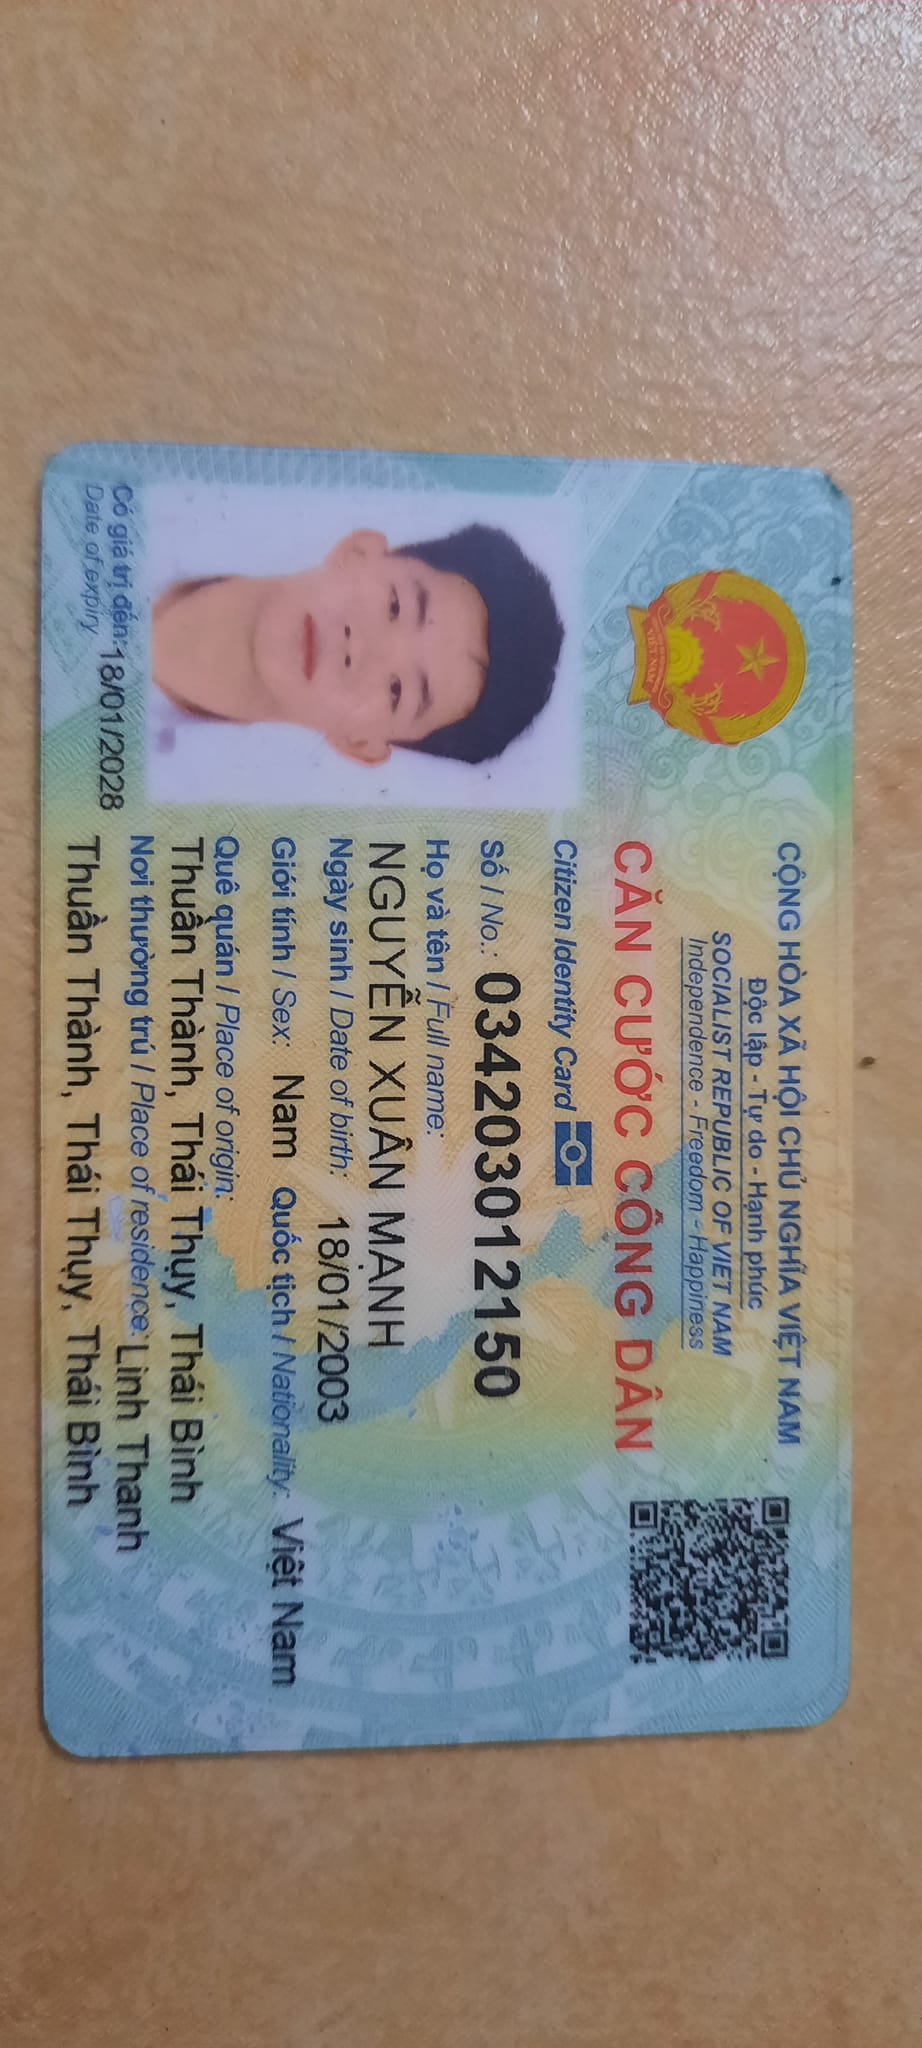 CỘNG HÒA XÃ HỘI CHỦ NGHĨA VIỆT NAM
Độc lập - Tự do - Hạnh phúc
SOCIALIST REPUBLIC OF VIET NAM
Independence - Freedom - Happiness
CĂN CƯỚC CÔNG DÂN
Citizen Identity Card
Số / No.: 034203012150
Họ và tên / Full name:
NGUYỄN XUÂN MẠNH
Ngày sinh / Date of birth: 18/01/2003
Giới tính / Sex: Nam Quốc tịch / Nationality: Việt Nam
Quê quán / Place of origin:
Thuần Thành, Thái Thụy, Thái Bình
Nơi thường trú / Place of residence: Linh Thanh
Thuần Thành, Thái Thụy, Thái Bình
Có giá trị đến: 18/01/2028
Date of expiry
VIỆT NAM